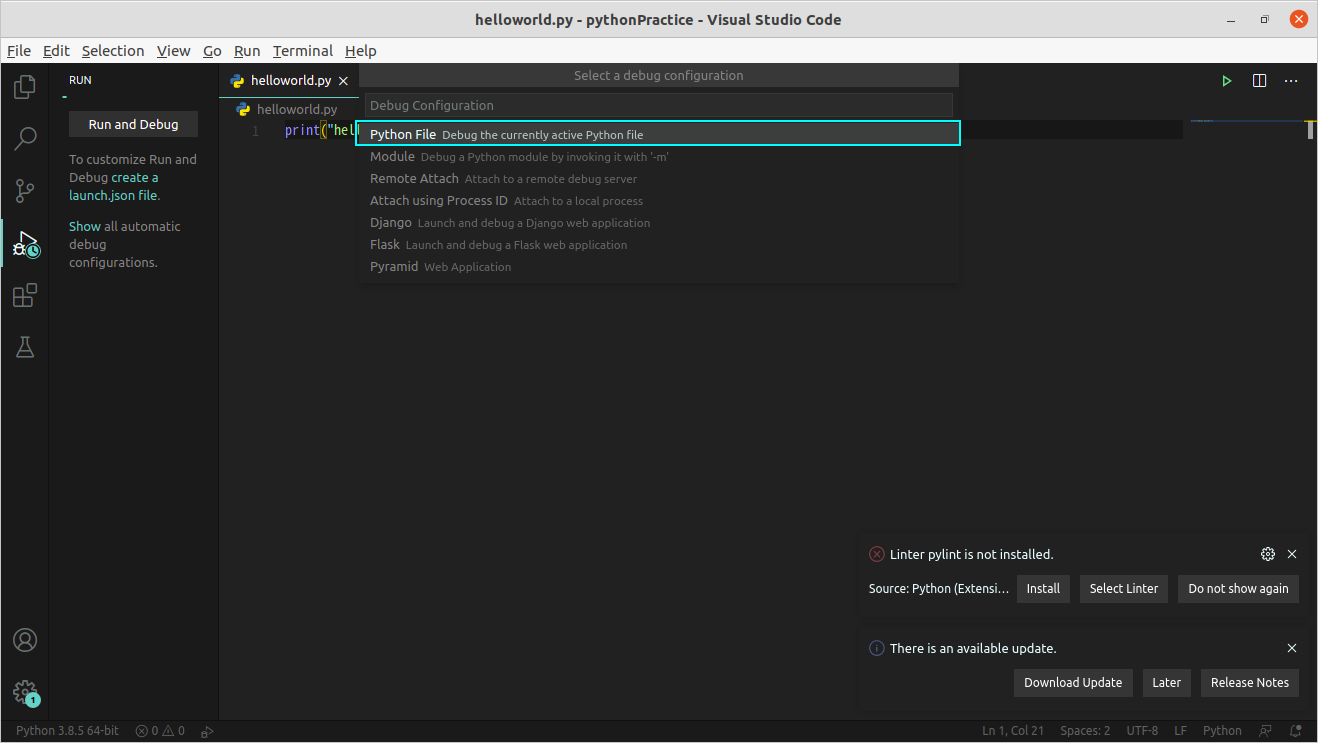 helloworld.py - pythonPractice - Visual Studio Code
File Edit Selection View Go Run Terminal Help
RUN
Run and Debug
To customize Run and
Debug create a
launch.json file.
Show all automatic
debug
configurations.
helloworld.py
helloworld.py
1 print("hel
Select a debug configuration
Debug Configuration
Python File Debug the currently active Python file
Module Debug a Python module by invoking it with '-m'
Remote Attach Attach to a remote debug server
Attach using Process ID Attach to a local process
Django Launch and debug a Django web application
Flask Launch and debug a Flask web application
Pyramid Web Application
Linter pylint is not installed.
Source: Python (Extensi... Install Select Linter Do not show again
There is an available update.
Download Update Later Release Notes
1
Python 3.8.5 64-bit 0 0 Ln 1, Col 21 Spaces: 2 UTF-8 LF Python